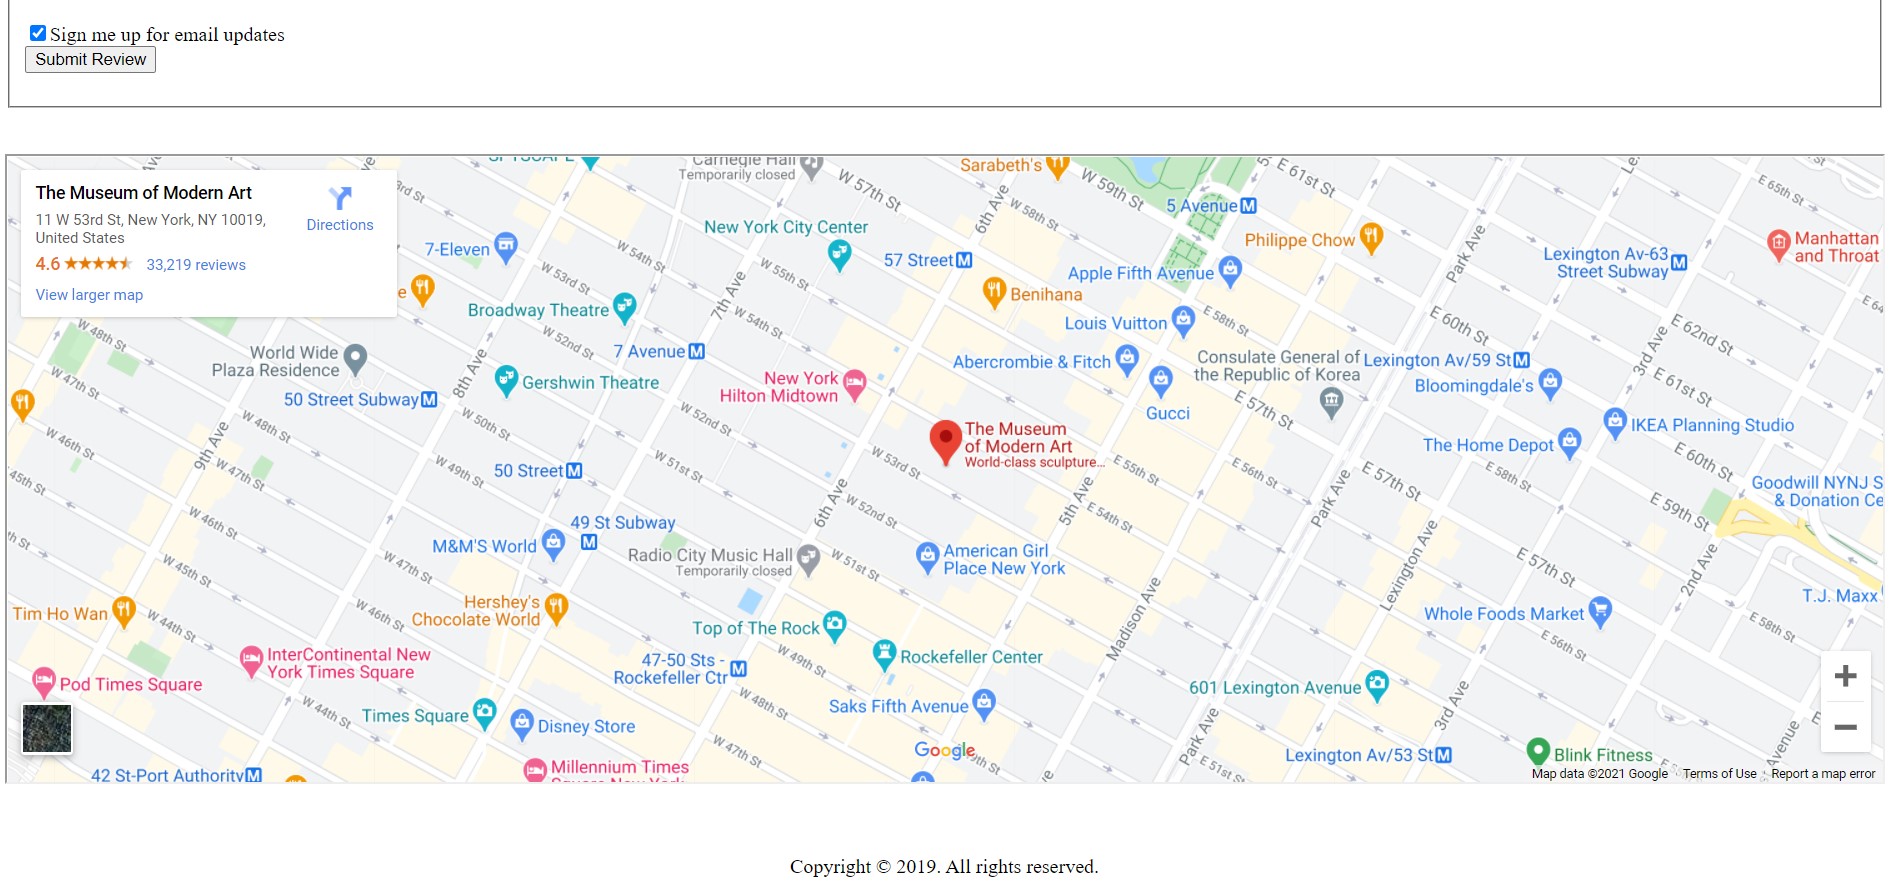 Sign me up for email updates
Submit Review
The Museum of Modern Art
11 W 53rd St, New York, NY 10019,
United States
Directions
4.6
33,219 reviews
View larger map
Carnegie Hall
Temporarily closed
Sarabeth's
W 57th St
W 59th St
W 58th St
6th Ave
5 Avenue
E 61st St
E 65th St
Philippe Chow
Park Ave
Lexington Av-63
Street Subway
Manhattan
and Throat
7-Eleven
New York City Center
57 Street
Apple Fifth Avenue
W 54th St
W 55th St
W 53rd St
7th Ave
Benihana
Broadway Theatre
Louis Vuitton
E 58th St
E 60th St
E 62nd St
W 54th St
W 52nd St
W 48th St
World Wide
Plaza Residence
7 Avenue
Abercrombie & Fitch
Consulate General of
the Republic of Korea
Lexington Av/59 St
3rd Ave
8th Ave
Gershwin Theatre
New York
Hilton Midtown
Bloomingdale's
E 61st St
W 47th St
50 Street Subway
Gucci
E 57th St
W 50th St
W 52nd St
W 48th St
W 46th St
9th Ave
The Museum
of Modern Art
World-class sculpture...
IKEA Planning Studio
The Home Depot
E 60th St
W 53rd St
E 55th St
E 56th St
E 57th St
E 58th St
W 49th St
50 Street
W 51st St
W 47th St
45th St
Goodwill NYNJ S
& Donation Ce
6th Ave
W 52nd St
5th Ave
E 54th St
Park Ave
E 59th St
W 46th St
49 St Subway
M&M'S World
Radio City Music Hall
Temporarily closed
W 51st St
American Girl
Place New York
Lexington Ave
E 57th St
2nd Ave
W 45th St
W 47th St
T.J. Maxx
Tim Ho Wan
Hershey's
Chocolate World
W 46th St
W 44th St
Top of The Rock
Madison Ave
Whole Foods Market
E 56th St
E 58th St
InterContinental New
York Times Square
47-50 Sts -
Rockefeller Ctr
W 49th St
Rockefeller Center
Pod Times Square
601 Lexington Avenue
W 44th St
Times Square
Disney Store
W 48th St
Saks Fifth Avenue
Park Ave
3rd Ave
W 47th St
Google
Lexington Av/53 St
E 51st St
Blink Fitness
42 St-Port Authority
Millennium Times
Map data ©2021 Google
Terms of Use
Report a map error
Copyright © 2019. All rights reserved.